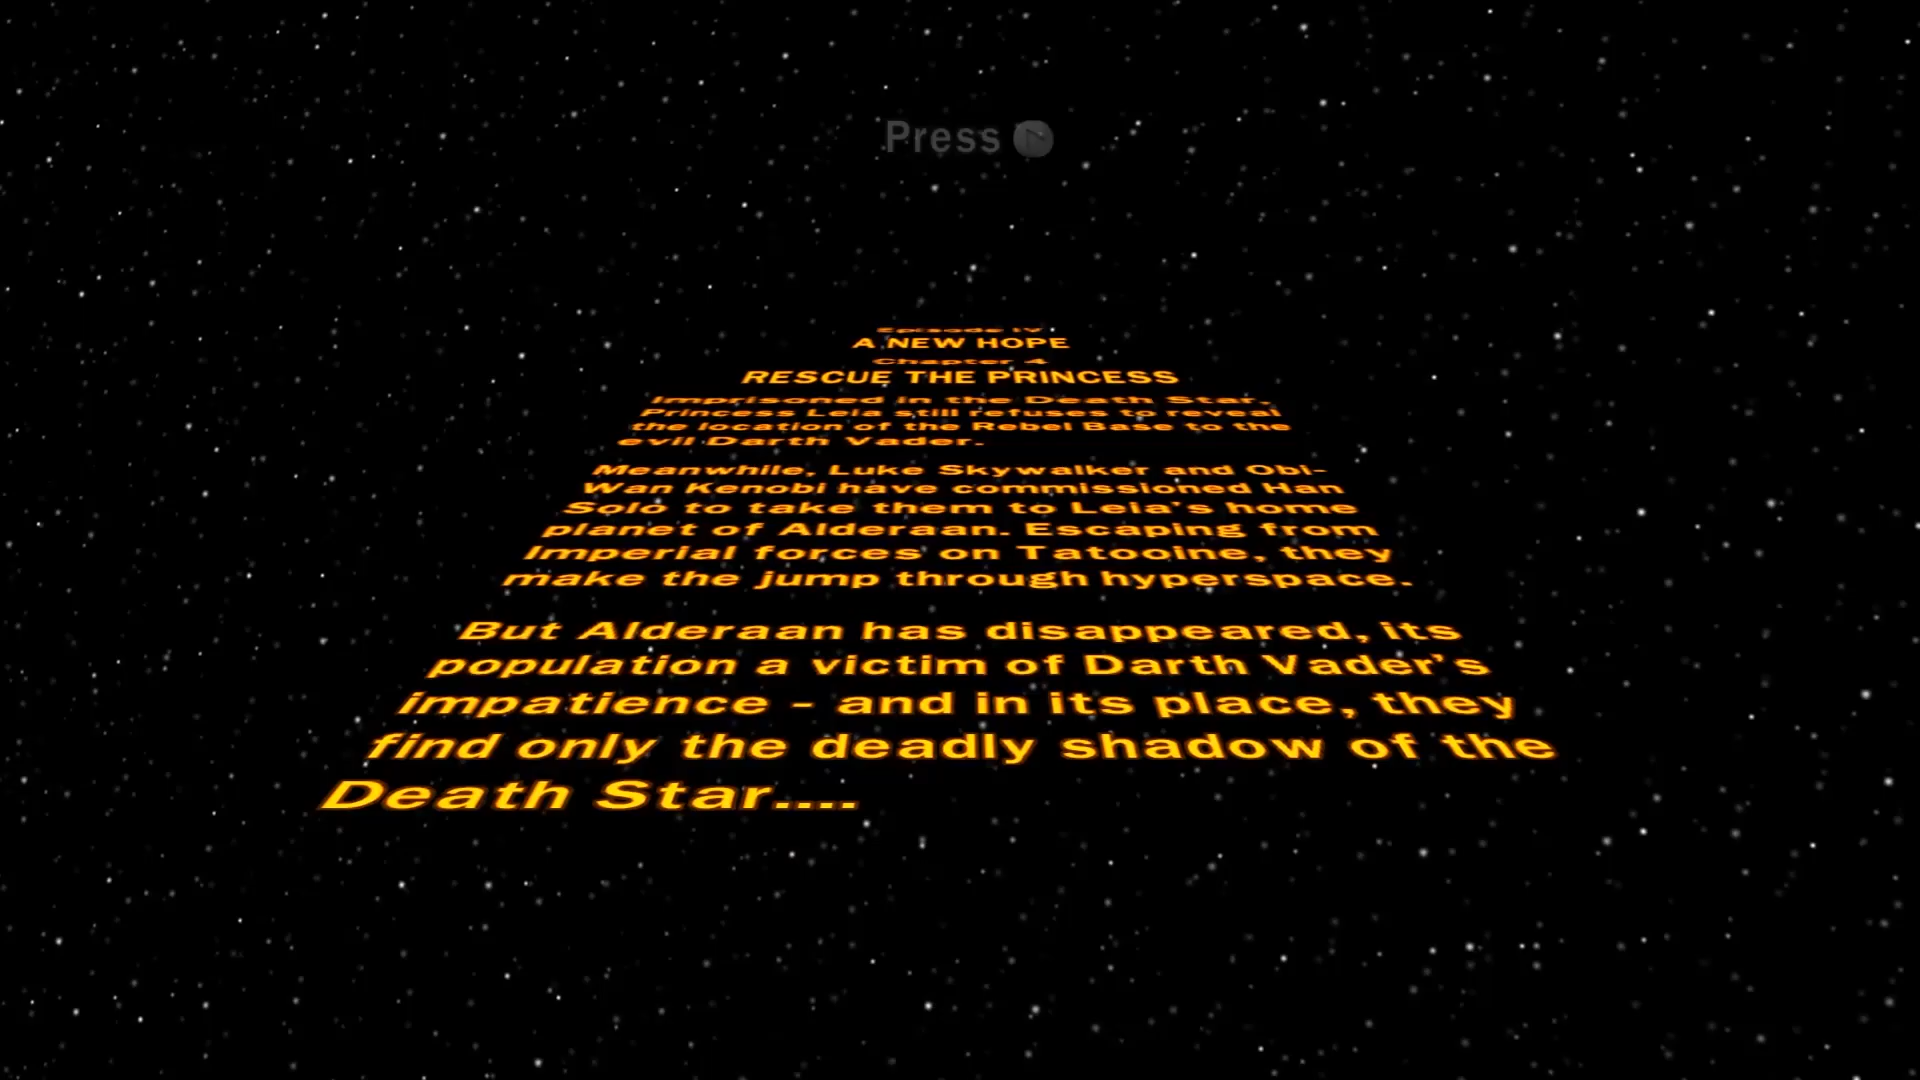 Press
Episode IV
A NEW HOPE
Chapter 4
RESCUE THE PRINCESS
Imprisoned in the Death Star,
Princess Leia still refuses to reveal
the location of the Rebel Base to the
evil Darth Vader.
Meanwhile, Luke Skywalker and Obi-
Wan Kenobi have commissioned Han
Solo to take them to Leia's home
planet of Alderaan. Escaping from
Imperial forces on Tatooine, they
make the jump through hyperspace.
But Alderaan has disappeared, its
population a victim of Darth Vader's
impatience - and in its place, they
find only the deadly shadow of the
Death Star....